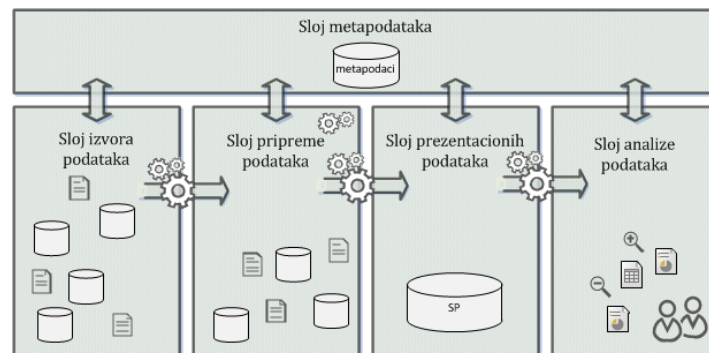 Sloj metapodataka
metapodaci
Sloj izvora
podataka
Sloj pripreme
podataka
Sloj prezentacionih
podataka
SP
Sloj analize
podataka